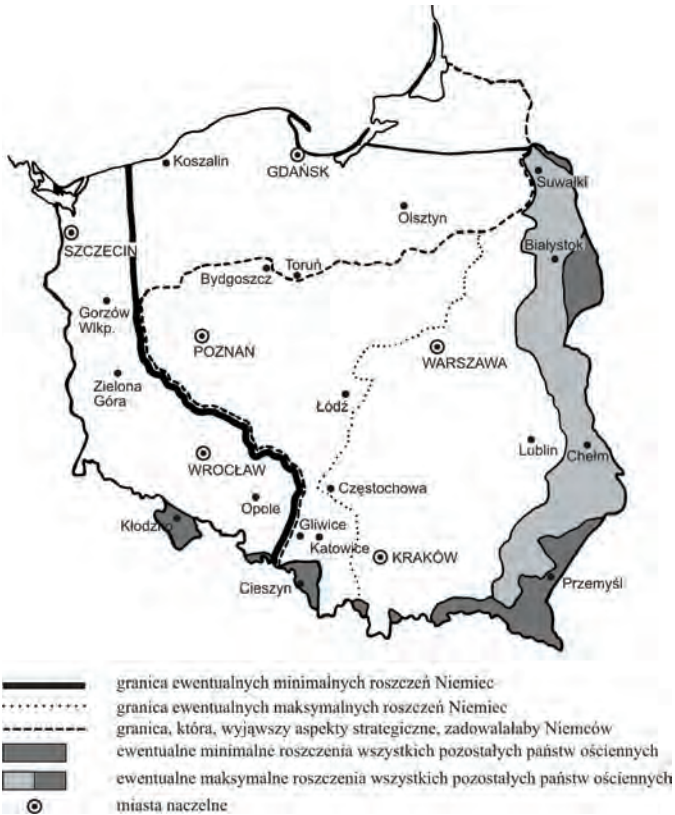 Koszalin
GDAŃSK
Suwałki
Olsztyn
SZCZECIN
Białystok
Bydgoszcz
Toruń
Gorzów
Wlkp.
POZNAŃ
WARSZAWA
Zielona
Góra
Łódź
Lublin
Chełm
WROCŁAW
Częstochowa
Opole
Kłodzko
Gliwice
Katowice
KRAKÓW
Cieszyn
Przemyśl
granica ewentualnych minimalnych roszczeń Niemiec
granica ewentualnych maksymalnych roszczeń Niemiec
granica, która, wyjąwszy aspekty strategiczne, zadowalałaby Niemców
ewentualne minimalne roszczenia wszystkich pozostałych państw ościennych
ewentualne maksymalne roszczenia wszystkich pozostałych państw ościennych
miasta naczelne